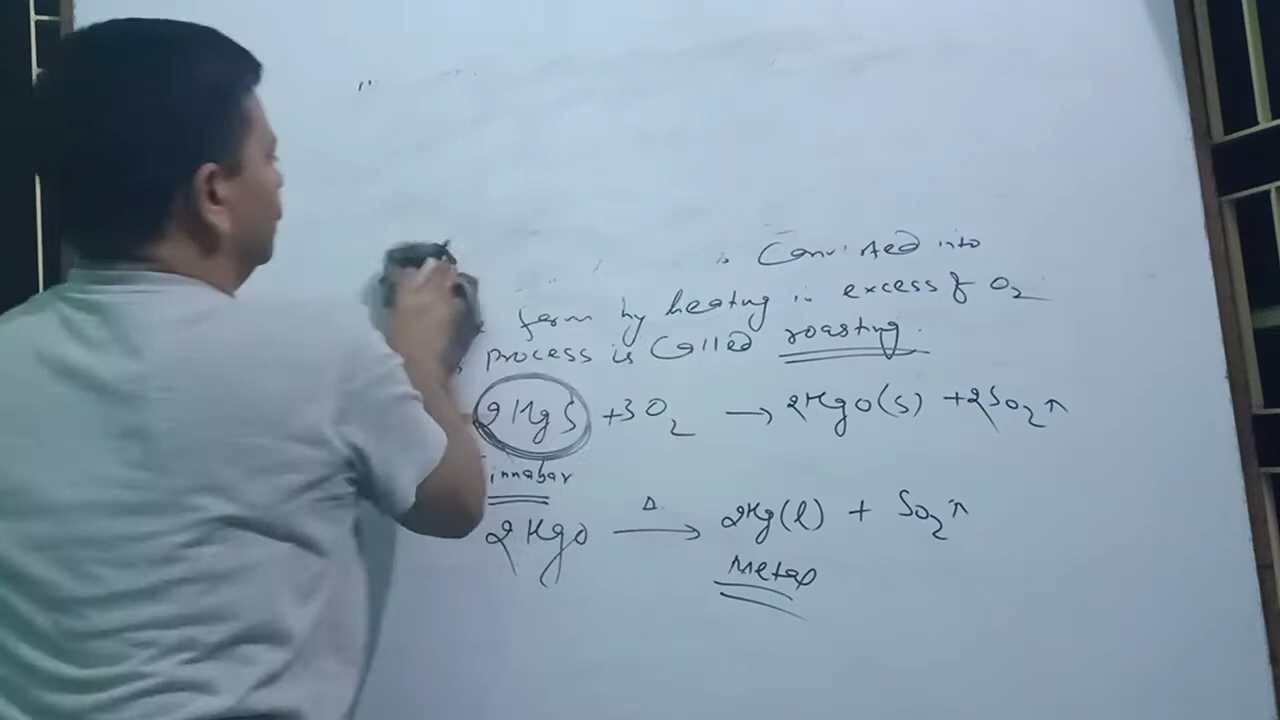 is Converted into
form by heating in excess of O2
process is Called roasting.
2HgS + 3O2 → 2HgO(s) + 2SO2 ↑
innabar
2HgO Δ→ 2Hg(l) + SO2 ↑
Metal